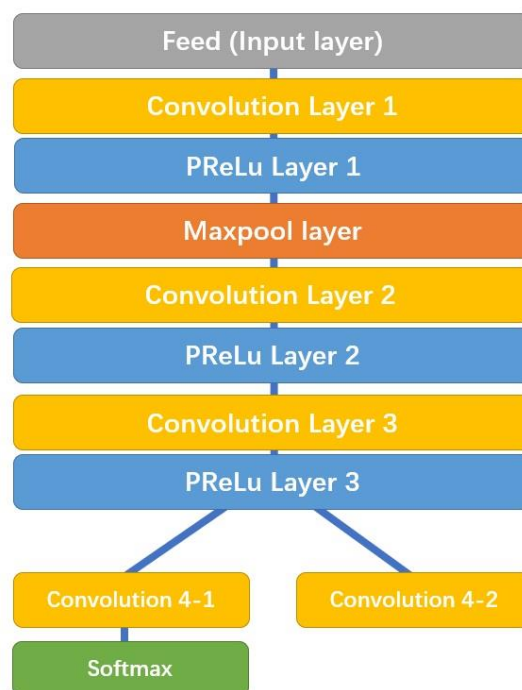 Feed (Input layer)
Convolution Layer 1
PReLu Layer 1
Maxpool layer
Convolution Layer 2
PReLu Layer 2
Convolution Layer 3
PReLu Layer 3
Convolution 4-1
Convolution 4-2
Softmax